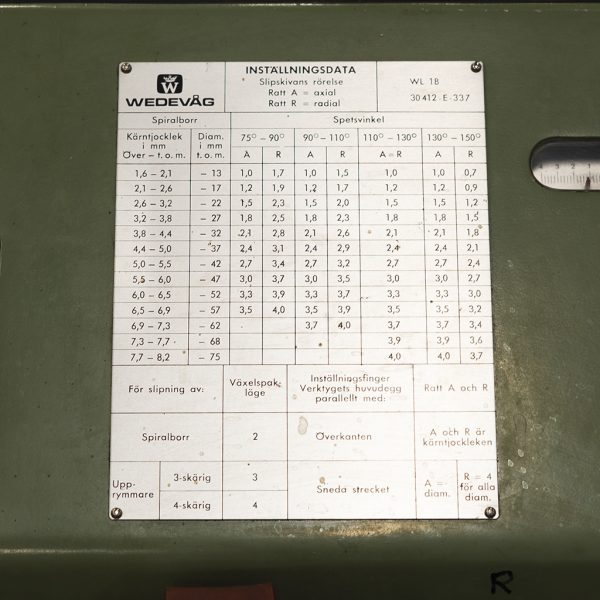 W
WEDEVÅG
INSTÄLLNINGSDATA
Slipskivans rörelse
Ratt A = axial
Ratt R = radial
WL 18
30412-E-337
Spiralborr Spetsvinkel
Kärntjocklek
i mm
Över – t.o.m.
Diam.
i mm
t.o.m.
75° – 90° 90° – 110° 110° – 130° 130° – 150°
A R A R A=R A R
1,6 – 2,1 – 13 1,0 1,7 1,0 1,5 1,0 1,0 0,7
2,1 – 2,6 – 17 1,2 1,9 1,2 1,7 1,2 1,2 0,9
2,6 – 3,2 – 22 1,5 2,3 1,5 2,0 1,5 1,5 1,2
3,2 – 3,8 – 27 1,8 2,5 1,8 2,3 1,8 1,8 1,5
3,8 – 4,4 – 32 2,1 2,8 2,1 2,6 2,1 2,1 1,8
4,4 – 5,0 – 37 2,4 3,1 2,4 2,9 2,4 2,4 2,1
5,0 – 5,5 – 42 2,7 3,4 2,7 3,2 2,7 2,7 2,4
5,5 – 6,0 – 47 3,0 3,7 3,0 3,5 3,0 3,0 2,7
6,0 – 6,5 – 52 3,3 3,9 3,3 3,7 3,3 3,3 3,0
6,5 – 6,9 – 57 3,5 4,0 3,5 3,9 3,5 3,5 3,2
6,9 – 7,3 – 62 3,7 4,0 3,7 3,7 3,4
7,3 – 7,7 – 68 3,9 3,9 3,6
7,7 – 8,2 – 75 4,0 4,0 3,7
För slipning av:
Växelspak-
läge
Inställningsfinger
Verktygets huvudegg
parallellt med:
Ratt A och R
Spiralborr 2 Överkanten
A och R är
kärntjockleken
Upp-
rymmare
3-skärig 3
4-skärig 4
Sneda strecket
A =
diam.
R = 4
för alla
diam.
3 2 1
R